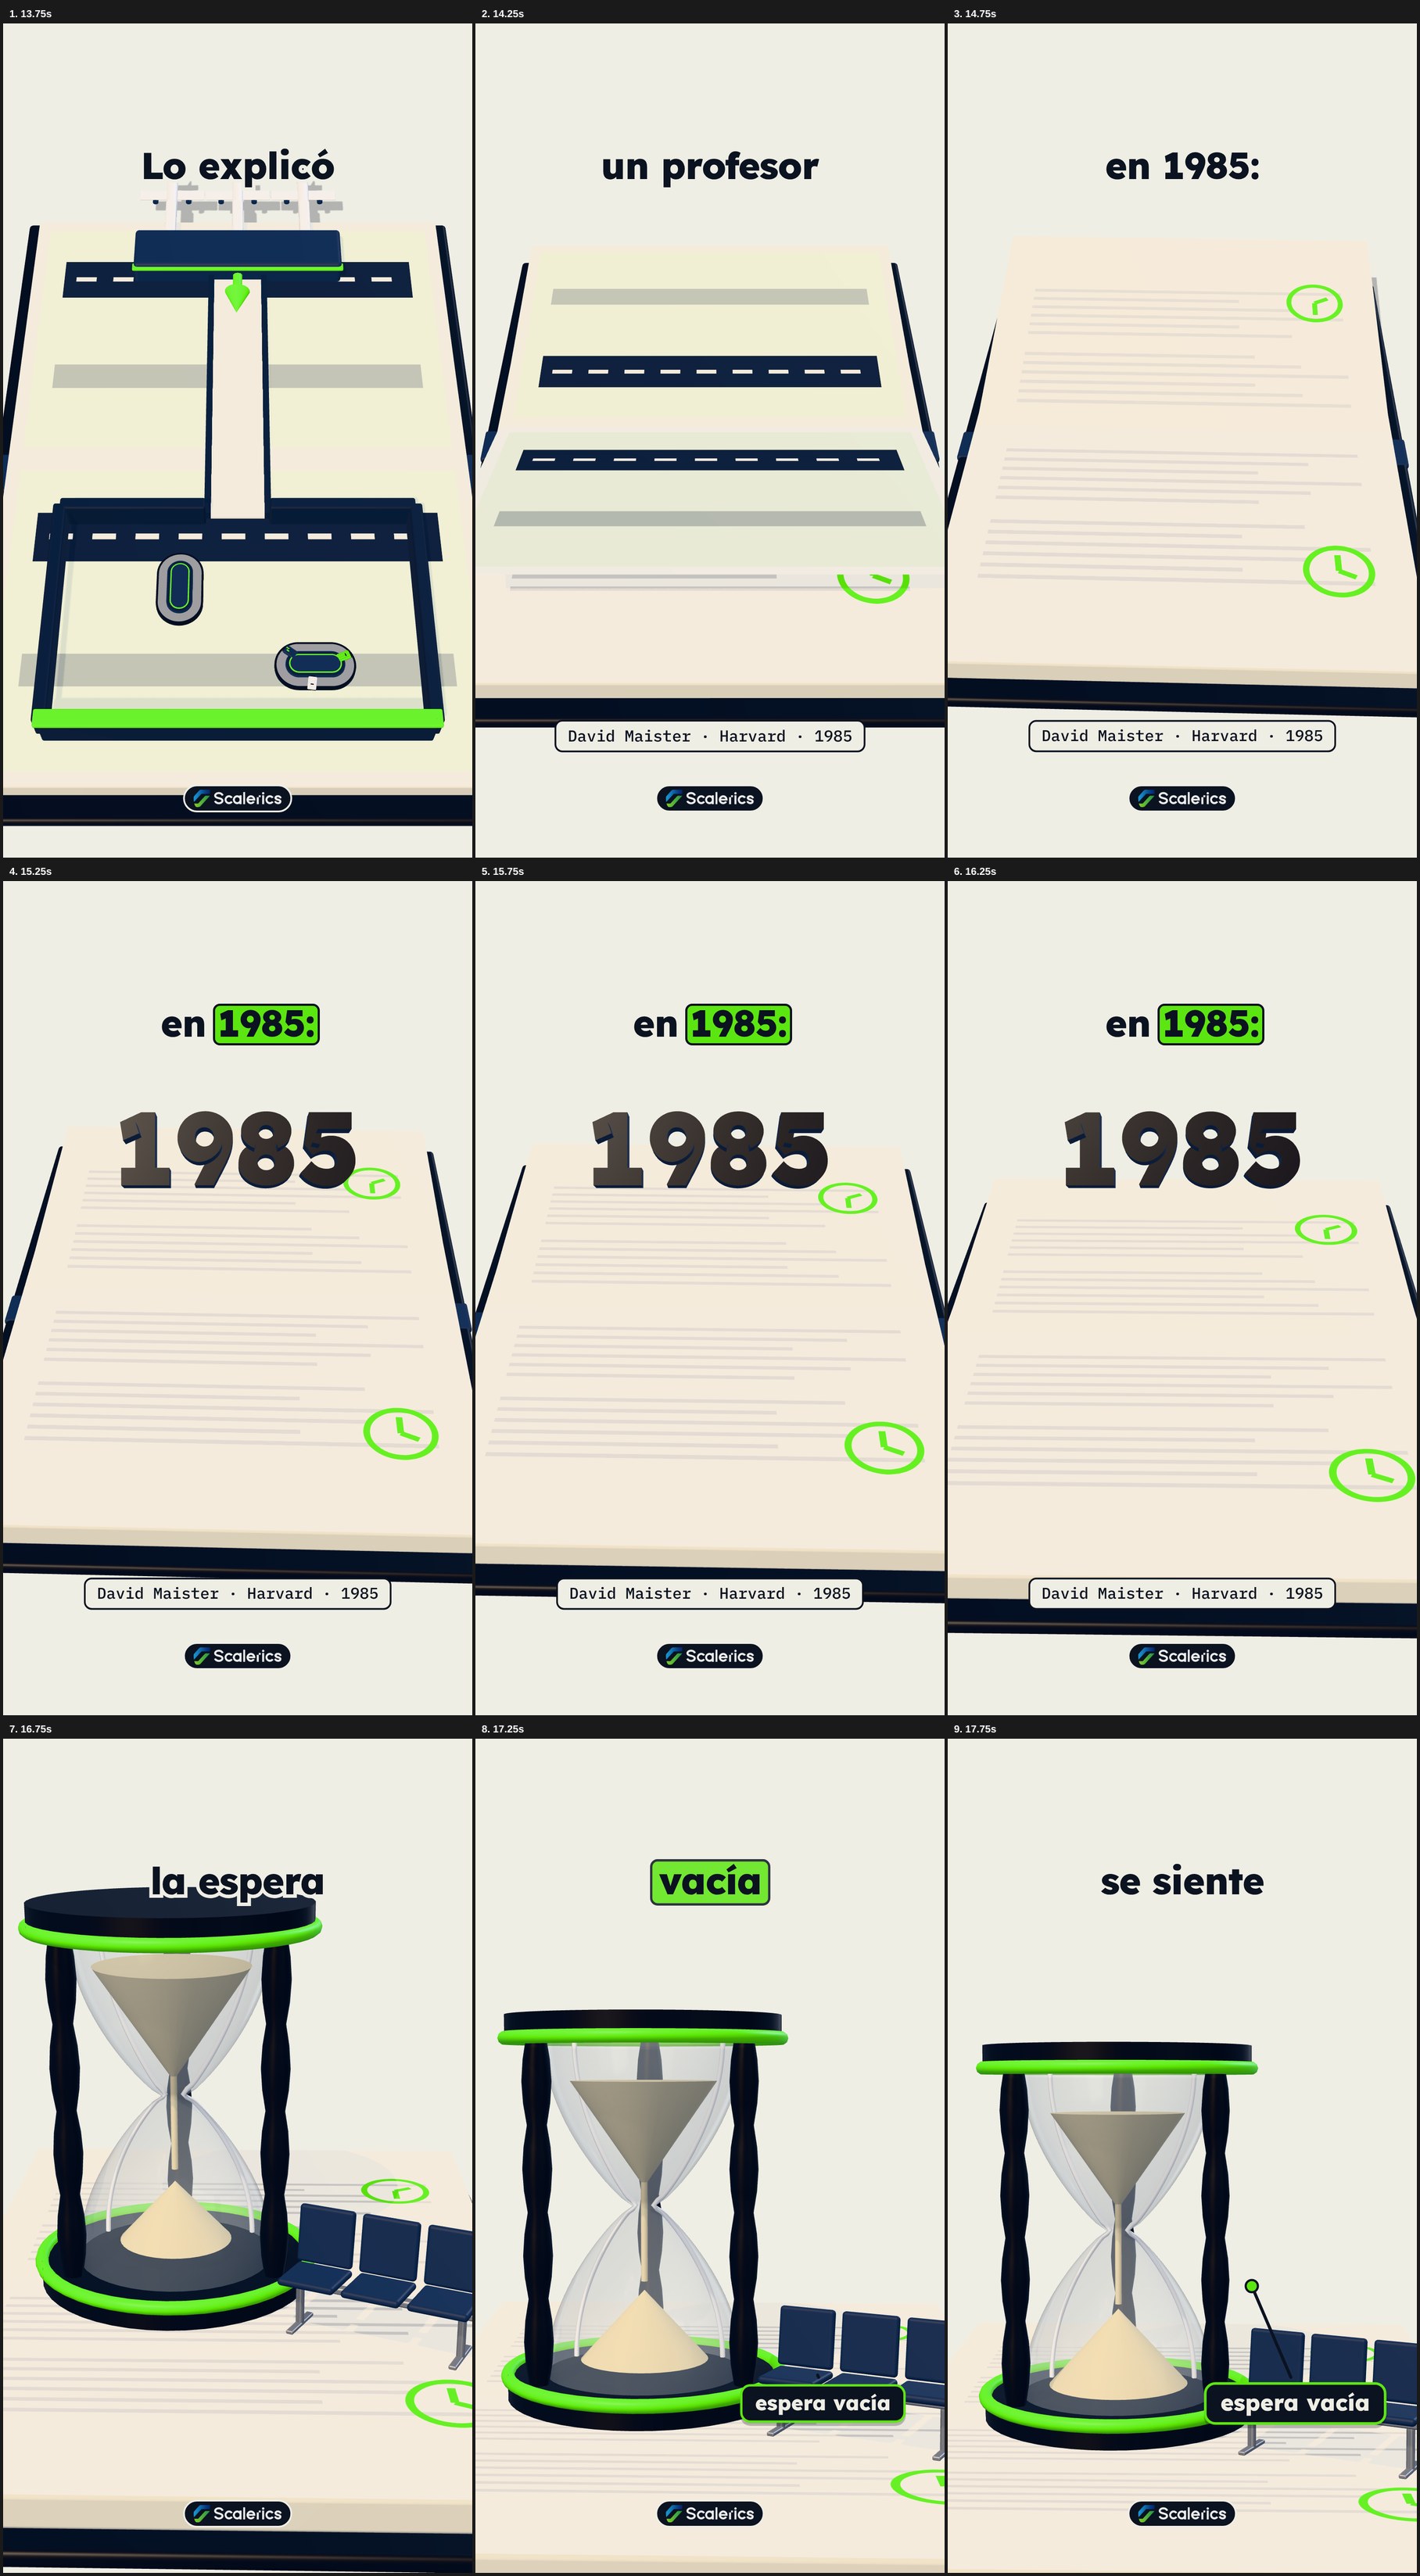 1. 13.75s
Lo explicó
Scalerics
2. 14.25s
un profesor
David Maister · Harvard · 1985
Scalerics
3. 14.75s
en 1985:
David Maister · Harvard · 1985
Scalerics
4. 15.25s
en 1985:
1985
David Maister · Harvard · 1985
Scalerics
5. 15.75s
en 1985:
1985
David Maister · Harvard · 1985
Scalerics
6. 16.25s
en 1985:
1985
David Maister · Harvard · 1985
Scalerics
7. 16.75s
la espera
Scalerics
8. 17.25s
vacía
espera vacía
Scalerics
9. 17.75s
se siente
espera vacía
Scalerics